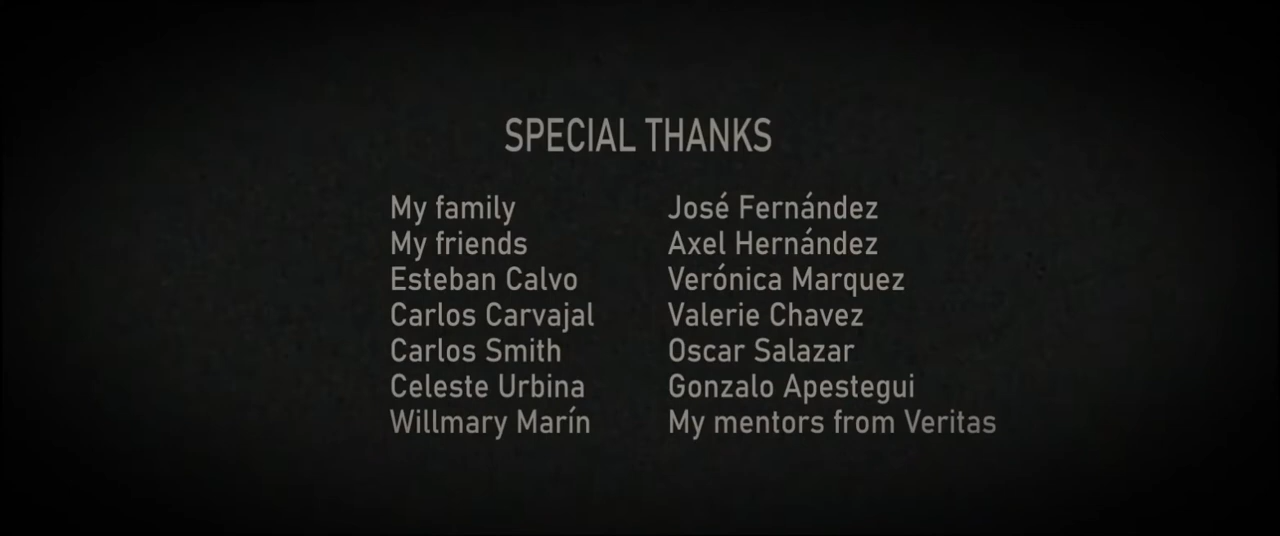 SPECIAL THANKS
My family
My friends
Esteban Calvo
Carlos Carvajal
Carlos Smith
Celeste Urbina
Willmary Marín
José Fernández
Axel Hernández
Verónica Marquez
Valerie Chavez
Oscar Salazar
Gonzalo Apestegui
My mentors from Veritas